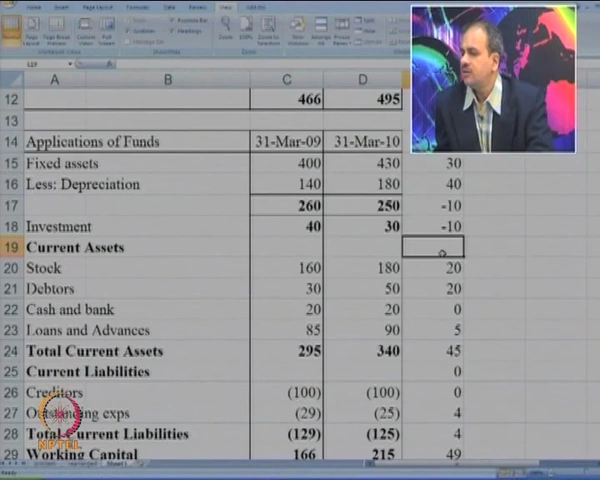 A B C D
12 466 495
13
14 Applications of Funds 31-Mar-09 31-Mar-10
15 Fixed assets 400 430 30
16 Less: Depreciation 140 180 40
17 260 250 -10
18 Investment 40 30 -10
19 Current Assets
20 Stock 160 180 20
21 Debtors 30 50 20
22 Cash and bank 20 20 0
23 Loans and Advances 85 90 5
24 Total Current Assets 295 340 45
25 Current Liabilities 0
26 Creditors (100) (100) 0
27 Outstanding exps (29) (25) 4
28 Total Current Liabilities (129) (125) 4
29 Working Capital 166 215 49
NPTEL